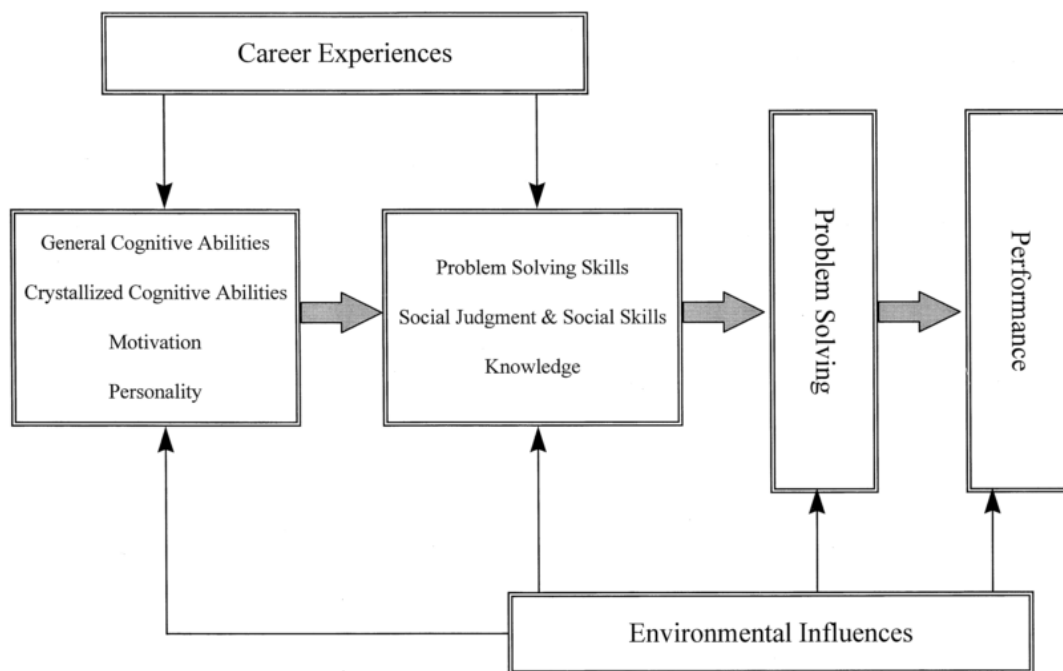 Career Experiences
General Cognitive Abilities
Crystallized Cognitive Abilities
Motivation
Personality
Problem Solving Skills
Social Judgment & Social Skills
Knowledge
Problem Solving
Performance
Environmental Influences